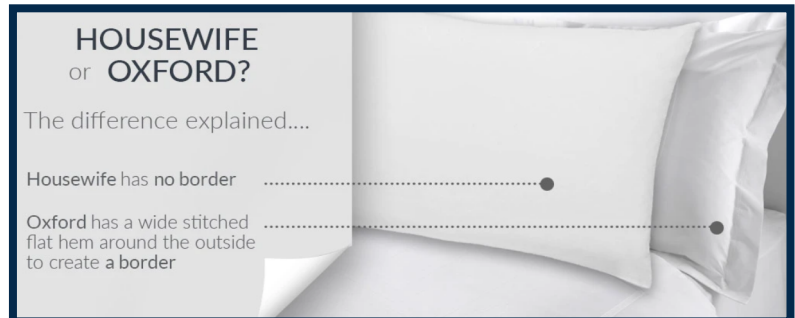 HOUSEWIFE
or OXFORD?
The difference explained....
Housewife has no border
Oxford has a wide stitched
flat hem around the outside
to create a border